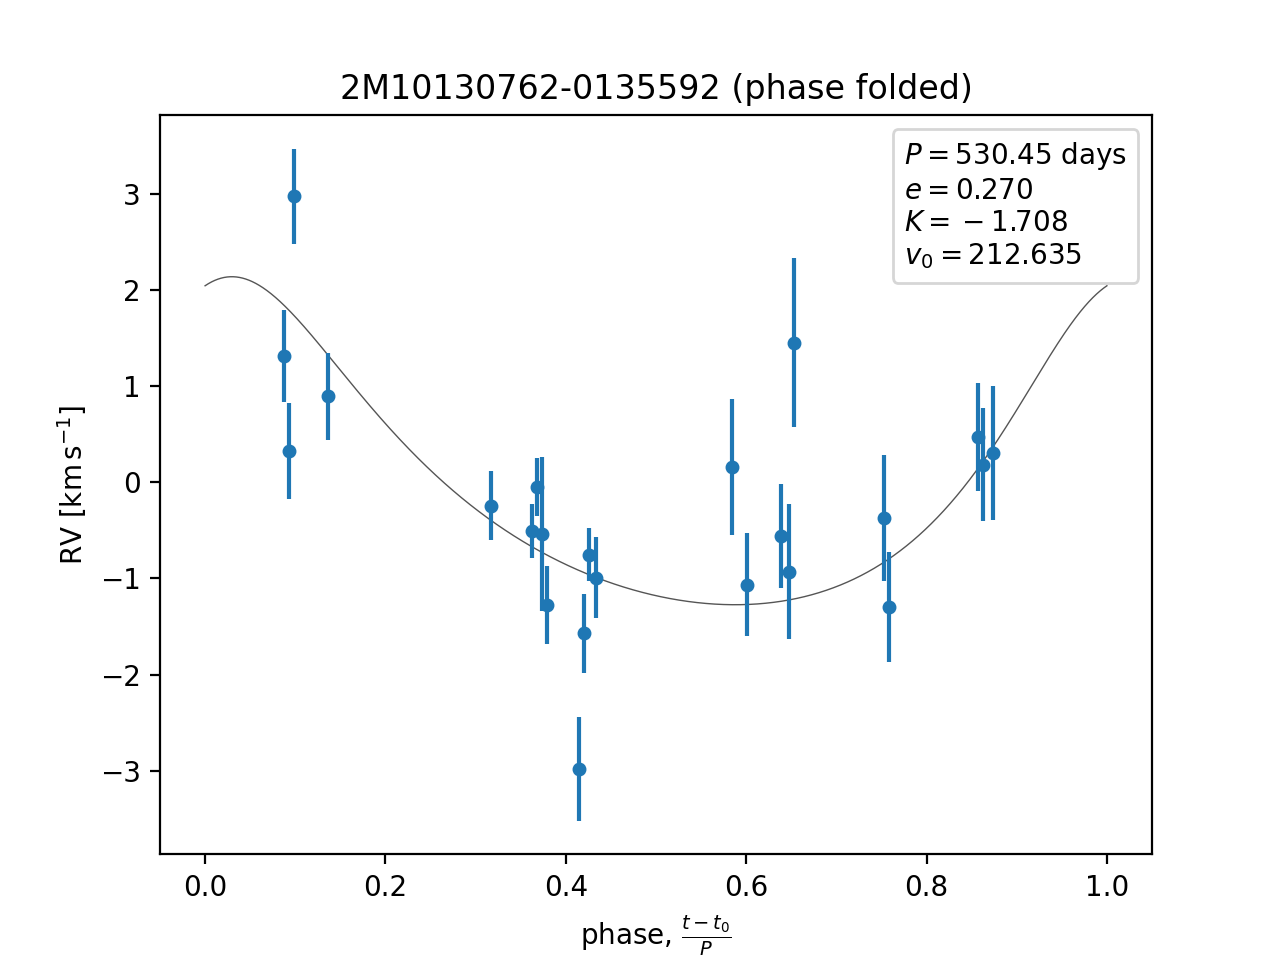 2M10130762-0135592 (phase folded)
P = 530.45 days
e = 0.270
K = −1.708
v₀ = 212.635
RV [km s⁻¹]
3
2
1
0
−1
−2
−3
0.0 0.2 0.4 0.6 0.8 1.0
phase, (t − t₀)/P